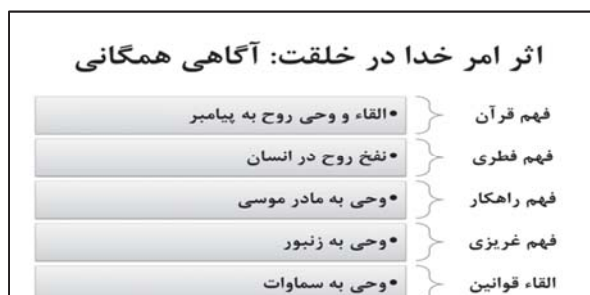 اثر امر خدا در خلقت: آگاهی همگانی
فهم قرآن
•القاء و وحی روح به پیامبر
فهم فطری
•نفخ روح در انسان
فهم راهکار
•وحی به مادر موسی
فهم غریزی
•وحی به زنبور
القاء قوانین
•وحی به سماوات